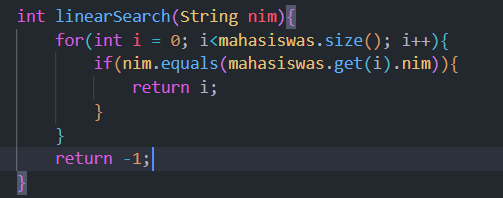 int linearSearch(String nim){
    for(int i = 0; i<mahasiswas.size(); i++){
        if(nim.equals(mahasiswas.get(i).nim)){
            return i;
        }
    }
    return -1;
}